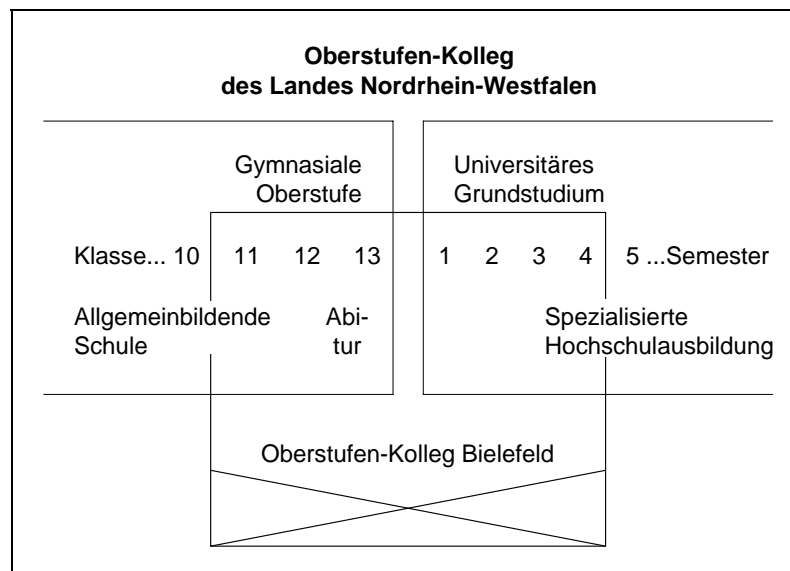 Oberstufen-Kolleg
des Landes Nordrhein-Westfalen
Gymnasiale
Oberstufe
Universitäres
Grundstudium
Klasse... 10 11 12 13 1 2 3 4 5 ...Semester
Allgemeinbildende
Schule
Abi-
tur
Spezialisierte
Hochschulausbildung
Oberstufen-Kolleg Bielefeld